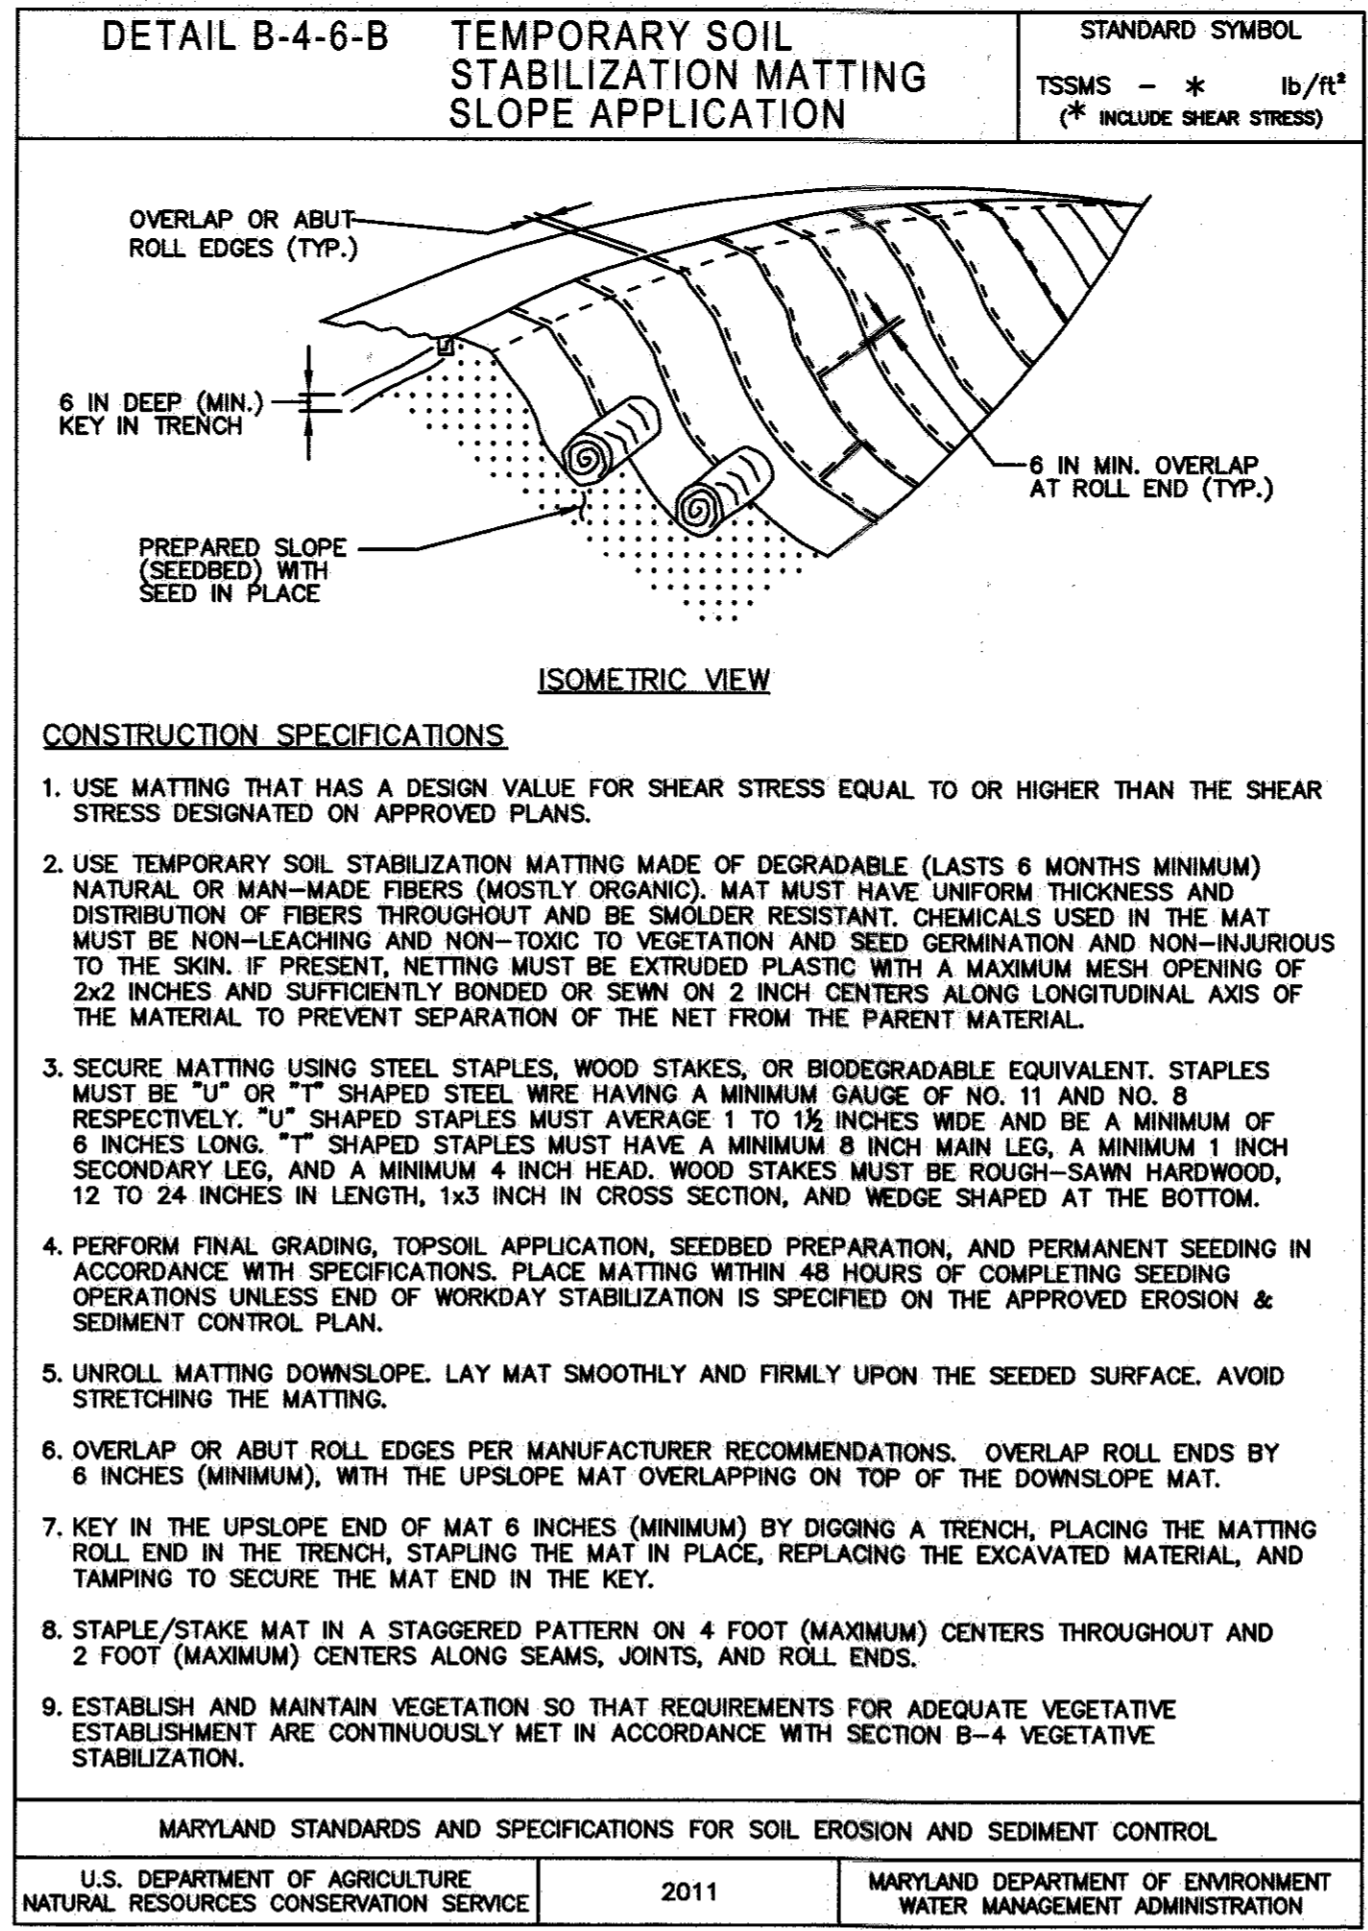 DETAIL B-4-6-B
TEMPORARY SOIL
STABILIZATION MATTING
SLOPE APPLICATION
STANDARD SYMBOL
TSSMS - * lb/ft²
(* INCLUDE SHEAR STRESS)
OVERLAP OR ABUT
ROLL EDGES (TYP.)
6 IN DEEP (MIN.)
KEY IN TRENCH
6 IN MIN. OVERLAP
AT ROLL END (TYP.)
PREPARED SLOPE
(SEEDBED) WITH
SEED IN PLACE
ISOMETRIC VIEW
CONSTRUCTION SPECIFICATIONS
1. USE MATTING THAT HAS A DESIGN VALUE FOR SHEAR STRESS EQUAL TO OR HIGHER THAN THE SHEAR
STRESS DESIGNATED ON APPROVED PLANS.
2. USE TEMPORARY SOIL STABILIZATION MATTING MADE OF DEGRADABLE (LASTS 6 MONTHS MINIMUM)
NATURAL OR MAN-MADE FIBERS (MOSTLY ORGANIC). MAT MUST HAVE UNIFORM THICKNESS AND
DISTRIBUTION OF FIBERS THROUGHOUT AND BE SMOLDER RESISTANT. CHEMICALS USED IN THE MAT
MUST BE NON-LEACHING AND NON-TOXIC TO VEGETATION AND SEED GERMINATION AND NON-INJURIOUS
TO THE SKIN. IF PRESENT, NETTING MUST BE EXTRUDED PLASTIC WITH A MAXIMUM MESH OPENING OF
2x2 INCHES AND SUFFICIENTLY BONDED OR SEWN ON 2 INCH CENTERS ALONG LONGITUDINAL AXIS OF
THE MATERIAL TO PREVENT SEPARATION OF THE NET FROM THE PARENT MATERIAL.
3. SECURE MATTING USING STEEL STAPLES, WOOD STAKES, OR BIODEGRADABLE EQUIVALENT. STAPLES
MUST BE "U" OR "T" SHAPED STEEL WIRE HAVING A MINIMUM GAUGE OF NO. 11 AND NO. 8
RESPECTIVELY. "U" SHAPED STAPLES MUST AVERAGE 1 TO 1½ INCHES WIDE AND BE A MINIMUM OF
6 INCHES LONG. "T" SHAPED STAPLES MUST HAVE A MINIMUM 8 INCH MAIN LEG, A MINIMUM 1 INCH
SECONDARY LEG, AND A MINIMUM 4 INCH HEAD. WOOD STAKES MUST BE ROUGH-SAWN HARDWOOD,
12 TO 24 INCHES IN LENGTH, 1x3 INCH IN CROSS SECTION, AND WEDGE SHAPED AT THE BOTTOM.
4. PERFORM FINAL GRADING, TOPSOIL APPLICATION, SEEDBED PREPARATION, AND PERMANENT SEEDING IN
ACCORDANCE WITH SPECIFICATIONS. PLACE MATTING WITHIN 48 HOURS OF COMPLETING SEEDING
OPERATIONS UNLESS END OF WORKDAY STABILIZATION IS SPECIFIED ON THE APPROVED EROSION &
SEDIMENT CONTROL PLAN.
5. UNROLL MATTING DOWNSLOPE. LAY MAT SMOOTHLY AND FIRMLY UPON THE SEEDED SURFACE. AVOID
STRETCHING THE MATTING.
6. OVERLAP OR ABUT ROLL EDGES PER MANUFACTURER RECOMMENDATIONS. OVERLAP ROLL ENDS BY
6 INCHES (MINIMUM), WITH THE UPSLOPE MAT OVERLAPPING ON TOP OF THE DOWNSLOPE MAT.
7. KEY IN THE UPSLOPE END OF MAT 6 INCHES (MINIMUM) BY DIGGING A TRENCH, PLACING THE MATTING
ROLL END IN THE TRENCH, STAPLING THE MAT IN PLACE, REPLACING THE EXCAVATED MATERIAL, AND
TAMPING TO SECURE THE MAT END IN THE KEY.
8. STAPLE/STAKE MAT IN A STAGGERED PATTERN ON 4 FOOT (MAXIMUM) CENTERS THROUGHOUT AND
2 FOOT (MAXIMUM) CENTERS ALONG SEAMS, JOINTS, AND ROLL ENDS.
9. ESTABLISH AND MAINTAIN VEGETATION SO THAT REQUIREMENTS FOR ADEQUATE VEGETATIVE
ESTABLISHMENT ARE CONTINUOUSLY MET IN ACCORDANCE WITH SECTION B-4 VEGETATIVE
STABILIZATION.
MARYLAND STANDARDS AND SPECIFICATIONS FOR SOIL EROSION AND SEDIMENT CONTROL
U.S. DEPARTMENT OF AGRICULTURE
NATURAL RESOURCES CONSERVATION SERVICE
2011
MARYLAND DEPARTMENT OF ENVIRONMENT
WATER MANAGEMENT ADMINISTRATION